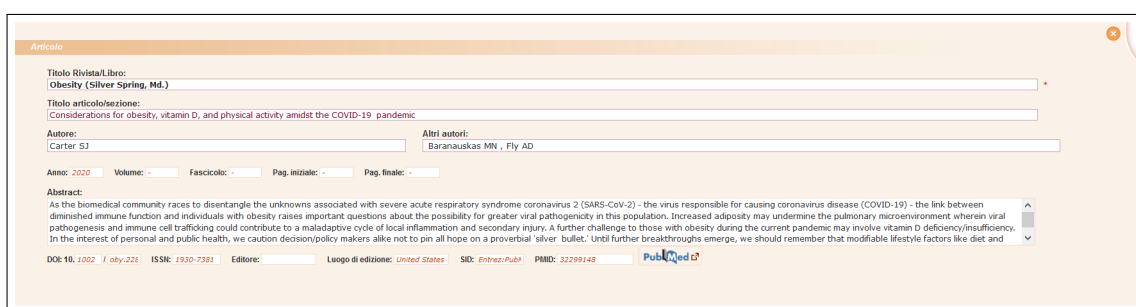 Articolo
Titolo Rivista/Libro:
Obesity (Silver Spring, Md.) *
Titolo articolo/sezione:
Considerations for obesity, vitamin D, and physical activity amidst the COVID-19 pandemic
Autore: Altri autori:
Carter SJ Baranauskas MN , Fly AD
Anno: 2020 Volume: - Fascicolo: - Pag. iniziale: - Pag. finale: -
Abstract:
As the biomedical community races to disentangle the unknowns associated with severe acute respiratory syndrome coronavirus 2 (SARS-CoV-2) - the virus responsible for causing coronavirus disease (COVID-19) - the link between
diminished immune function and individuals with obesity raises important questions about the possibility for greater viral pathogenicity in this population. Increased adiposity may undermine the pulmonary microenvironment wherein viral
pathogenesis and immune cell trafficking could contribute to a maladaptive cycle of local inflammation and secondary injury. A further challenge to those with obesity during the current pandemic may involve vitamin D deficiency/insufficiency.
In the interest of personal and public health, we caution decision/policy makers alike not to pin all hope on a proverbial 'silver bullet.' Until further breakthroughs emerge, we should remember that modifiable lifestyle factors like diet and
DOI: 10. 1002 / oby.228 ISSN: 1930-7381 Editore: Luogo di edizione: United States SID: Entrez:PubM PMID: 32299148 PubMed